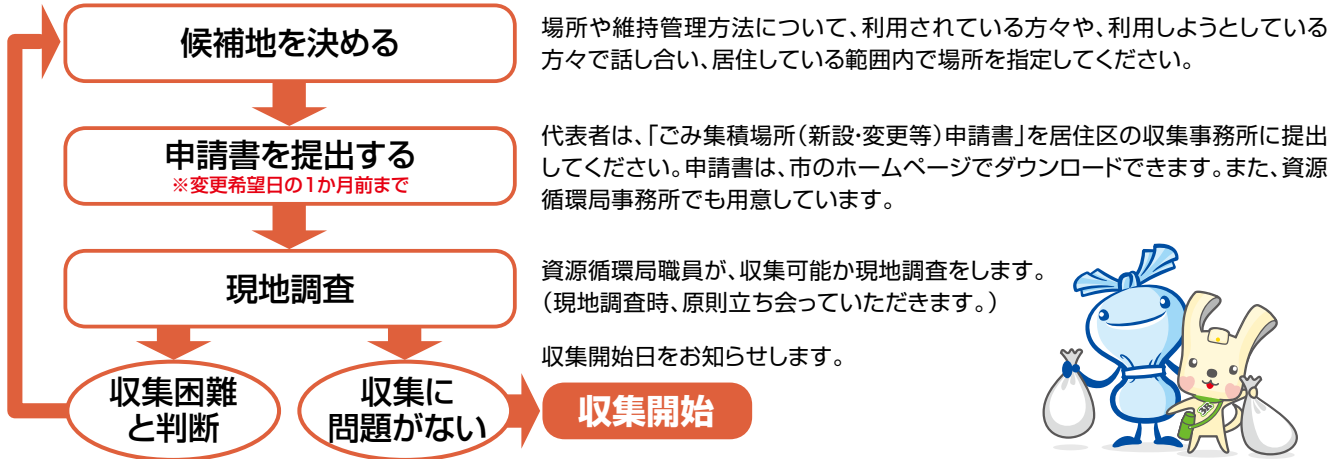 候補地を決める
場所や維持管理方法について、利用されている方々や、利用しようとしている
方々で話し合い、居住している範囲内で場所を指定してください。
申請書を提出する
※変更希望日の1か月前まで
代表者は、「ごみ集積場所(新設・変更等)申請書」を居住区の収集事務所に提出
してください。申請書は、市のホームページでダウンロードできます。また、資源
循環局事務所でも用意しています。
現地調査
資源循環局職員が、収集可能か現地調査をします。
(現地調査時、原則立ち会っていただきます。)
収集困難
と判断
収集に
問題がない
収集開始日をお知らせします。
収集開始
3R